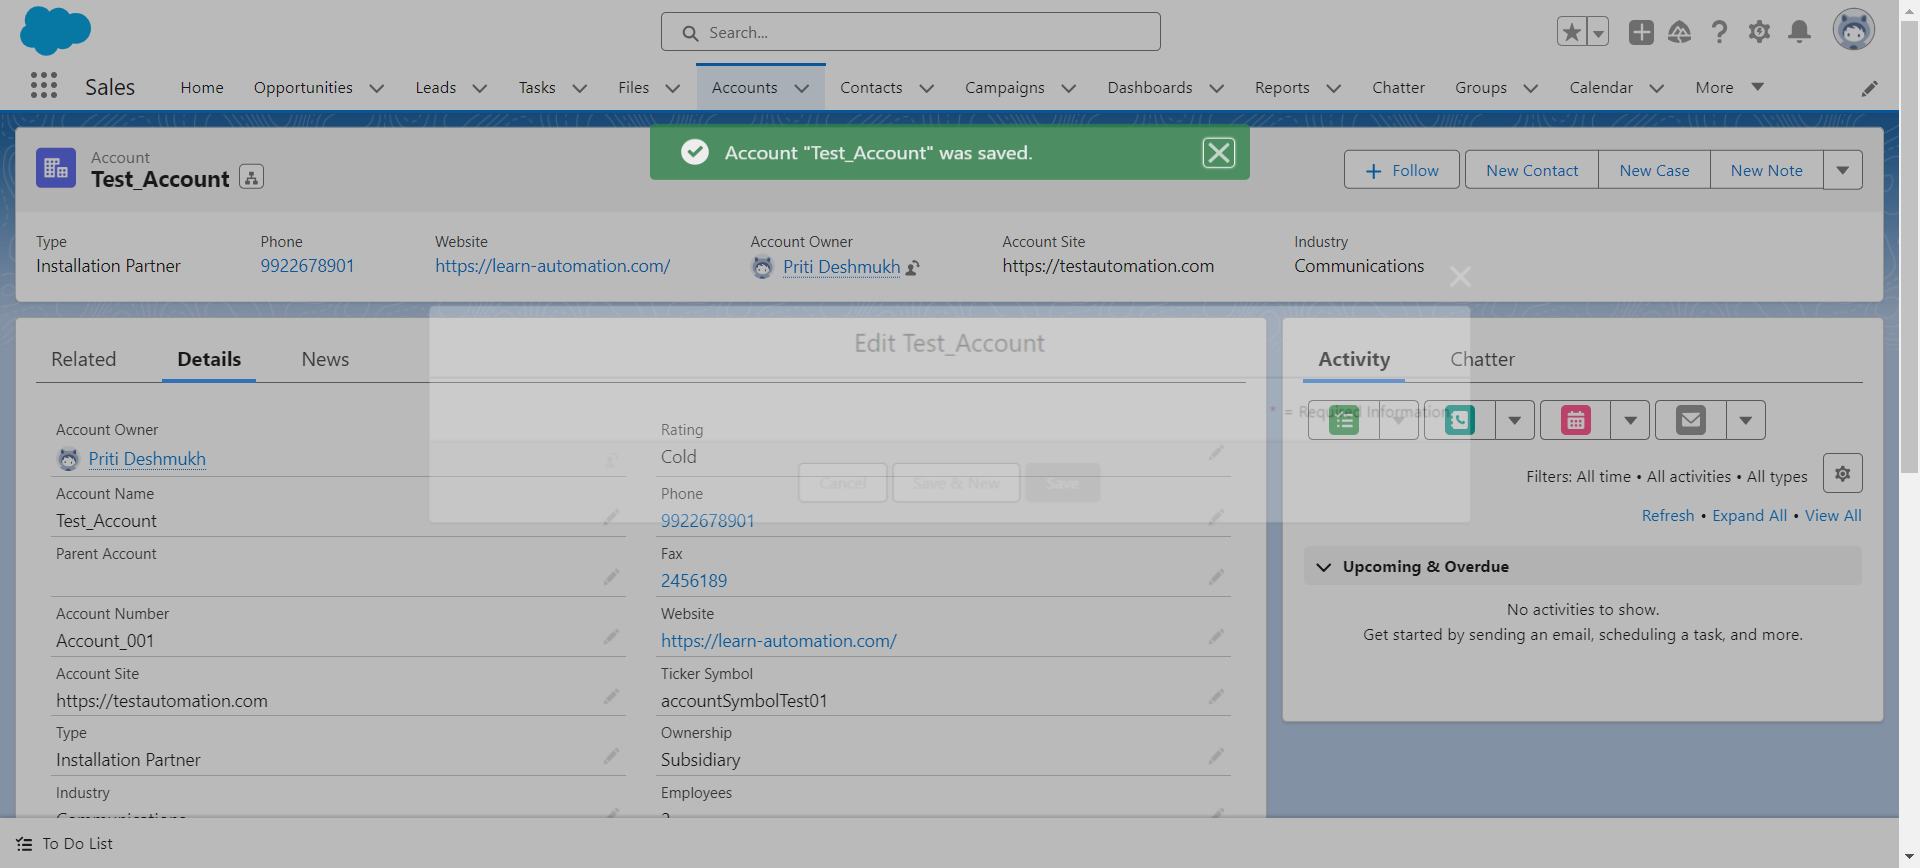 Search...
Sales
Home
Opportunities
Leads
Tasks
Files
Accounts
Contacts
Campaigns
Dashboards
Reports
Chatter
Groups
Calendar
More
Account "Test_Account" was saved.
Account
Test_Account
Follow
New Contact
New Case
New Note
Type
Installation Partner
Phone
9922678901
Website
https://learn-automation.com/
Account Owner
Priti Deshmukh
Account Site
https://testautomation.com
Industry
Communications
Edit Test_Account
* = Required Information
Cancel
Save & New
Save
Related
Details
News
Account Owner
Priti Deshmukh
Rating
Cold
Account Name
Test_Account
Phone
9922678901
Parent Account
Fax
2456189
Account Number
Account_001
Website
https://learn-automation.com/
Account Site
https://testautomation.com
Ticker Symbol
accountSymbolTest01
Type
Installation Partner
Ownership
Subsidiary
Industry
Communications
Employees
Activity
Chatter
Filters: All time • All activities • All types
Refresh • Expand All • View All
Upcoming & Overdue
No activities to show.
Get started by sending an email, scheduling a task, and more.
To Do List